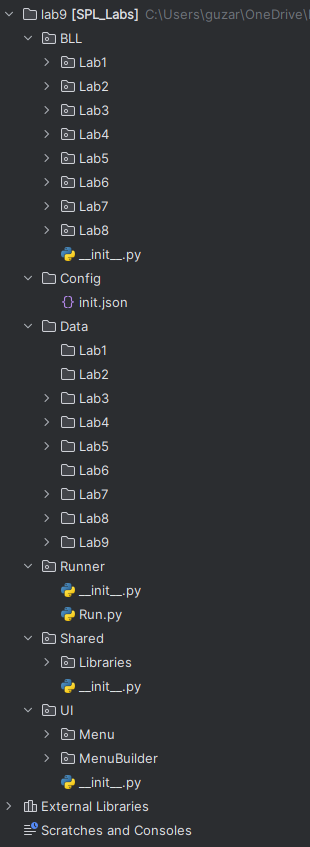 lab9 [SPL_Labs] C:\Users\guzar\OneDrive\
BLL
Lab1
Lab2
Lab3
Lab4
Lab5
Lab6
Lab7
Lab8
__init__.py
Config
init.json
Data
Lab1
Lab2
Lab3
Lab4
Lab5
Lab6
Lab7
Lab8
Lab9
Runner
__init__.py
Run.py
Shared
Libraries
__init__.py
UI
Menu
MenuBuilder
__init__.py
External Libraries
Scratches and Consoles